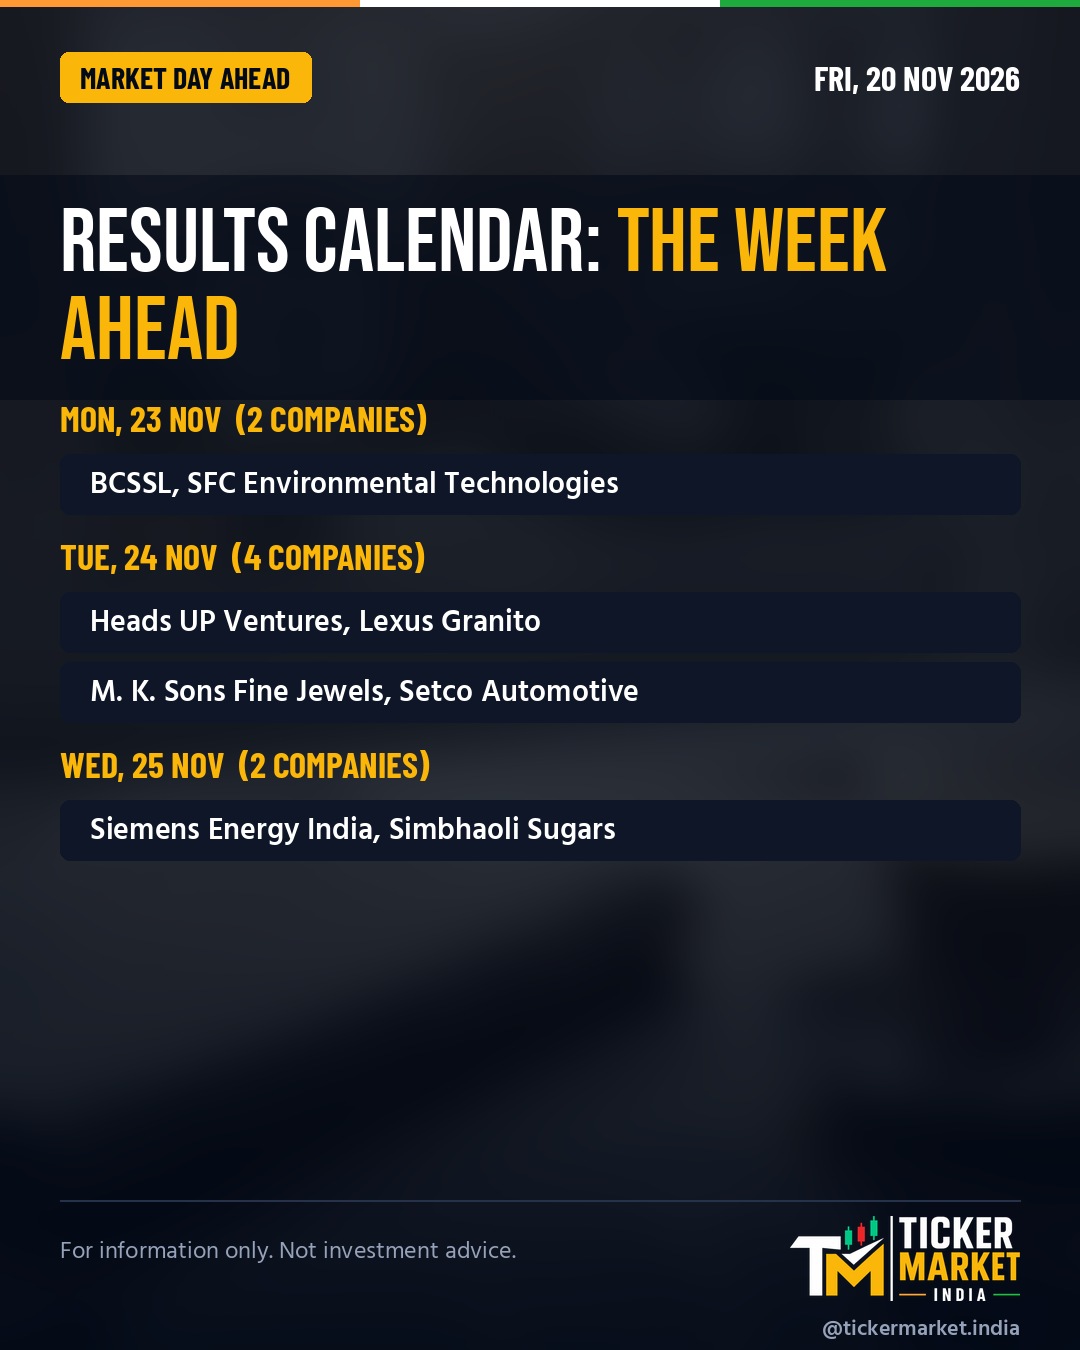 MARKET DAY AHEAD
FRI, 20 NOV 2026
RESULTS CALENDAR: THE WEEK
AHEAD
MON, 23 NOV (2 COMPANIES)
BCSSL, SFC Environmental Technologies
TUE, 24 NOV (4 COMPANIES)
Heads UP Ventures, Lexus Granito
M. K. Sons Fine Jewels, Setco Automotive
WED, 25 NOV (2 COMPANIES)
Siemens Energy India, Simbhaoli Sugars
For information only. Not investment advice.
TM
TICKER
MARKET
INDIA
@tickermarket.india